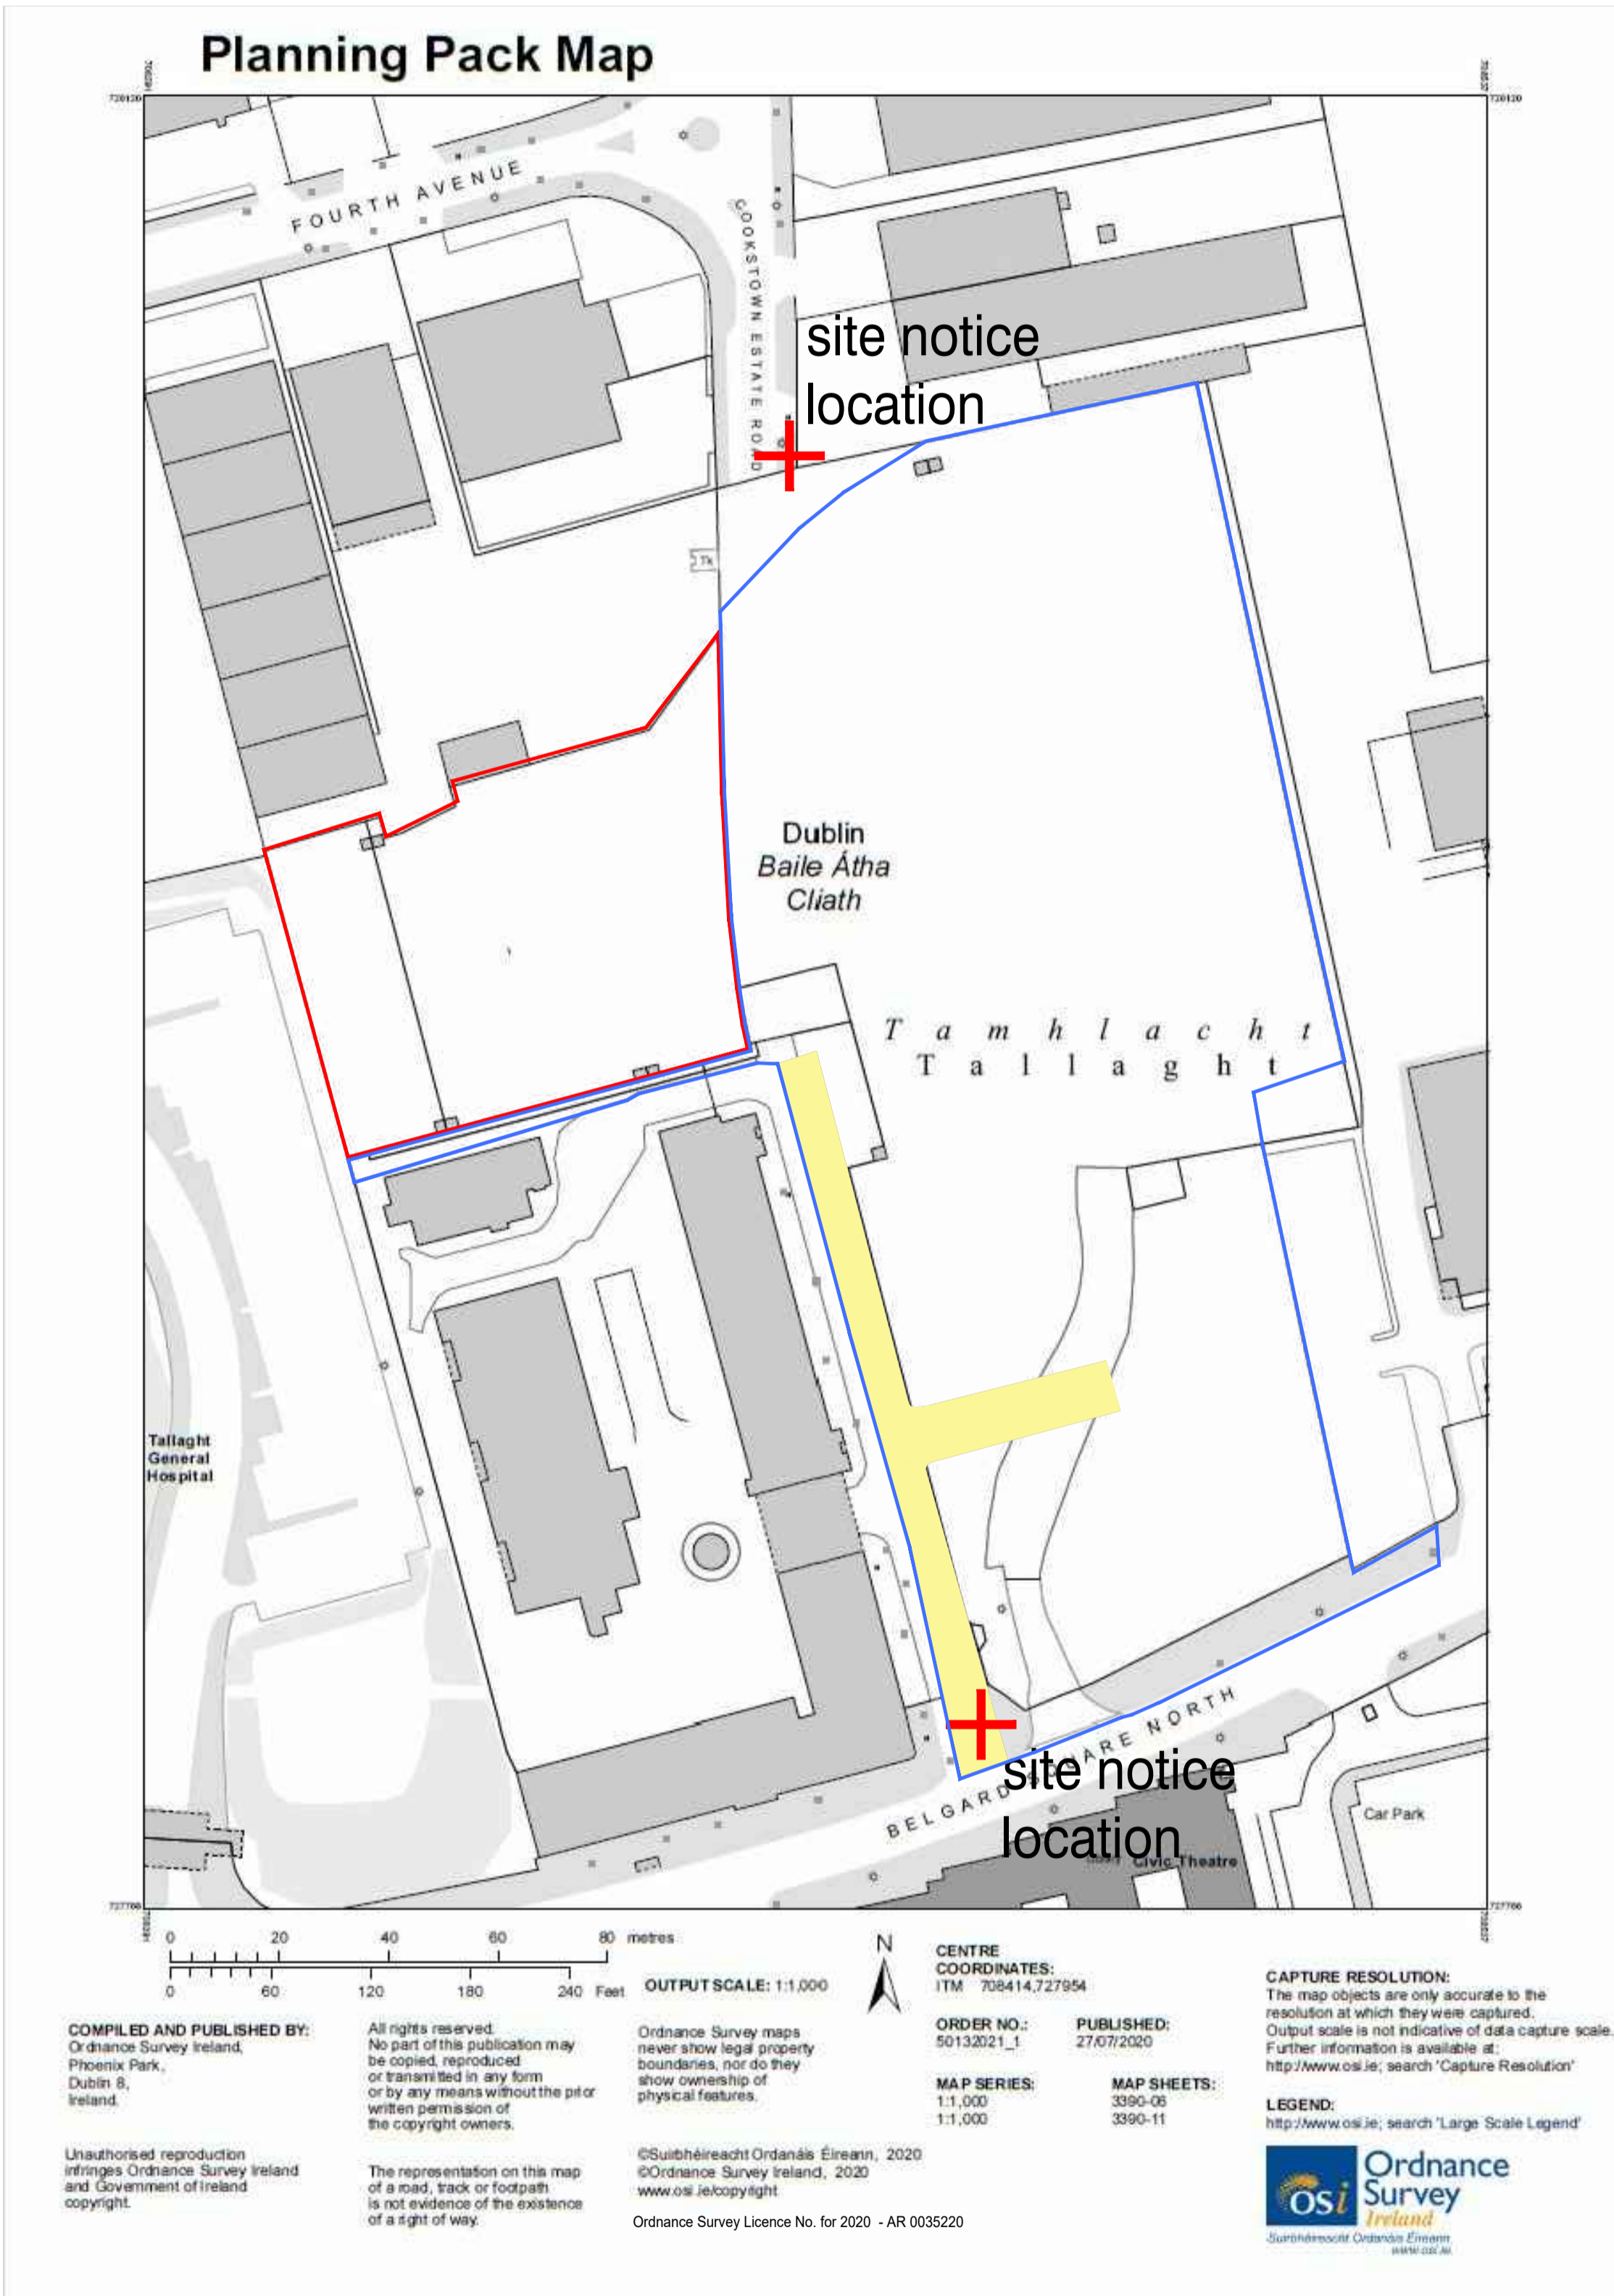 Planning Pack Map
728120
728120
FOURTH AVENUE
COOKSTOWN ESTATE ROAD
site notice
location
Tk
Dublin
Baile Átha
Cliath
Tamhlacht
Tallaght
Tallaght
General
Hospital
BELGARD SQUARE NORTH
site notice
location
Car Park
Civic Theatre
727786
727786
0 20 40 60 80 metres
0 60 120 180 240 Feet
OUTPUT SCALE: 1:1,000
N
CENTRE
COORDINATES:
ITM 708414,727954
ORDER NO.:
50132021_1
PUBLISHED:
27/07/2020
MAP SERIES:
1:1,000
1:1,000
MAP SHEETS:
3390-06
3390-11
CAPTURE RESOLUTION:
The map objects are only accurate to the
resolution at which they were captured.
Output scale is not indicative of data capture scale.
Further information is available at:
http://www.osi.ie; search 'Capture Resolution'
LEGEND:
http://www.osi.ie; search 'Large Scale Legend'
COMPILED AND PUBLISHED BY:
Ordnance Survey Ireland,
Phoenix Park,
Dublin 8,
Ireland.
Unauthorised reproduction
infringes Ordnance Survey Ireland
and Government of Ireland
copyright.
All rights reserved.
No part of this publication may
be copied, reproduced
or transmitted in any form
or by any means without the prior
written permission of
the copyright owners.
The representation on this map
of a road, track or footpath
is not evidence of the existence
of a right of way.
Ordnance Survey maps
never show legal property
boundaries, nor do they
show ownership of
physical features.
©Suirbhéireacht Ordanáis Éireann, 2020
©Ordnance Survey Ireland, 2020
www.osi.ie/copyright
Ordnance Survey Licence No. for 2020 - AR 0035220
osi
Ordnance
Survey
Ireland
Suirbhéireacht Ordanáis Éireann
www.osi.ie